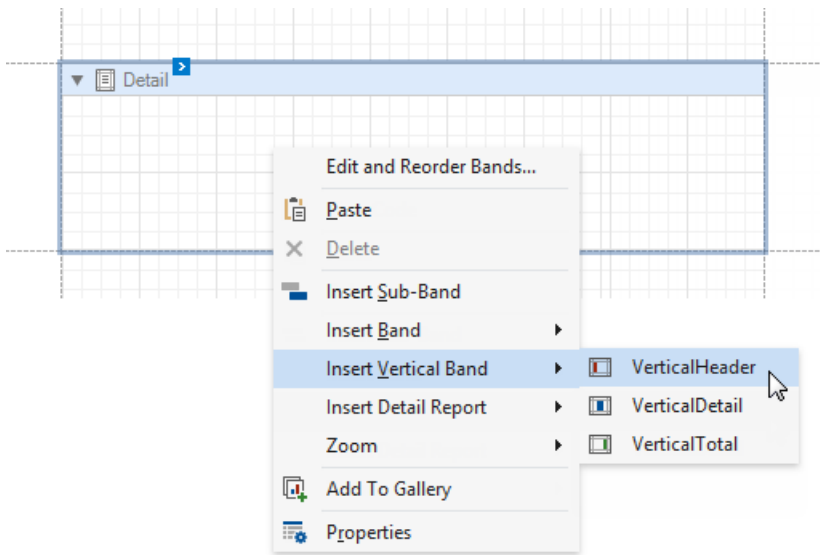 Detail
Edit and Reorder Bands...
Paste
Delete
Insert Sub-Band
Insert Band
Insert Vertical Band
VerticalHeader
Insert Detail Report
VerticalDetail
Zoom
VerticalTotal
Add To Gallery
Properties